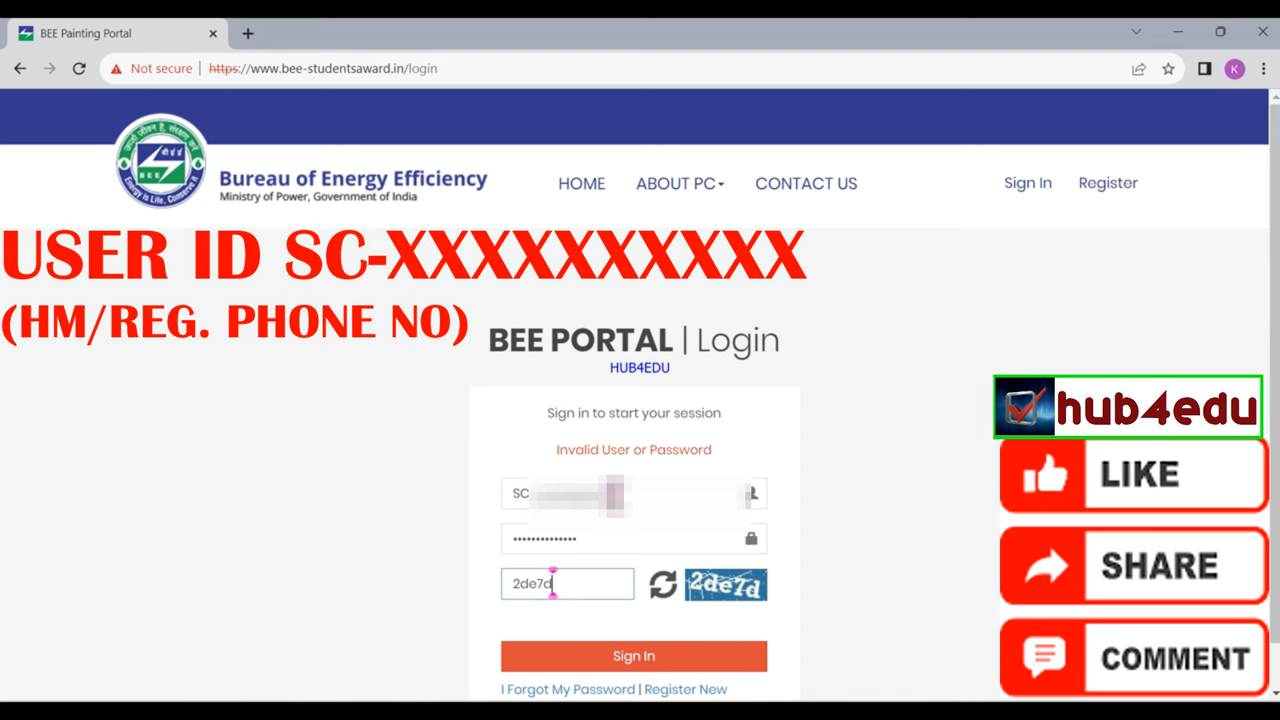 BEE Painting Portal
Not secure | https://www.bee-studentsaward.in/login
K
Bureau of Energy Efficiency
Ministry of Power, Government of India
HOME ABOUT PC CONTACT US Sign In Register
USER ID SC-XXXXXXXXXX
(HM/REG. PHONE NO)
BEE PORTAL | Login
HUB4EDU
Sign in to start your session
Invalid User or Password
SC
2de7d 2de7d
Sign In
I Forgot My Password | Register New
hub4edu
LIKE
SHARE
COMMENT